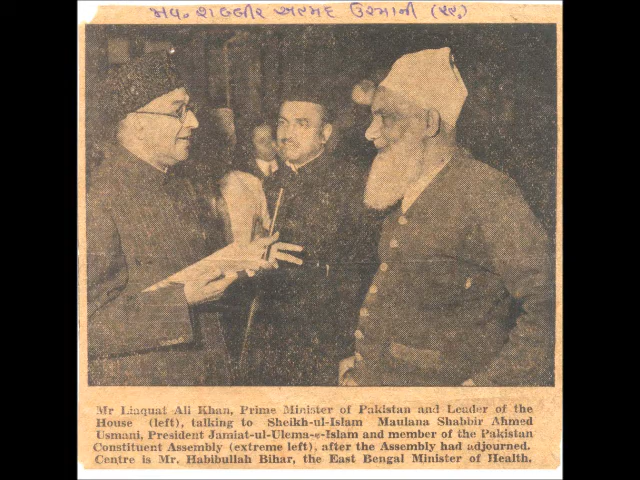 મવ. શબ્બીર અહમદ ઉસ્માની (રહ.)
Mr Liaquat Ali Khan, Prime Minister of Pakistan and Leader of the
House (left), talking to Sheikh-ul-Islam Maulana Shabbir Ahmed
Usmani, President Jamiat-ul-Ulema-e-Islam and member of the Pakistan
Constituent Assembly (extreme left), after the Assembly had adjourned.
Centre is Mr. Habibullah Bihar, the East Bengal Minister of Health.